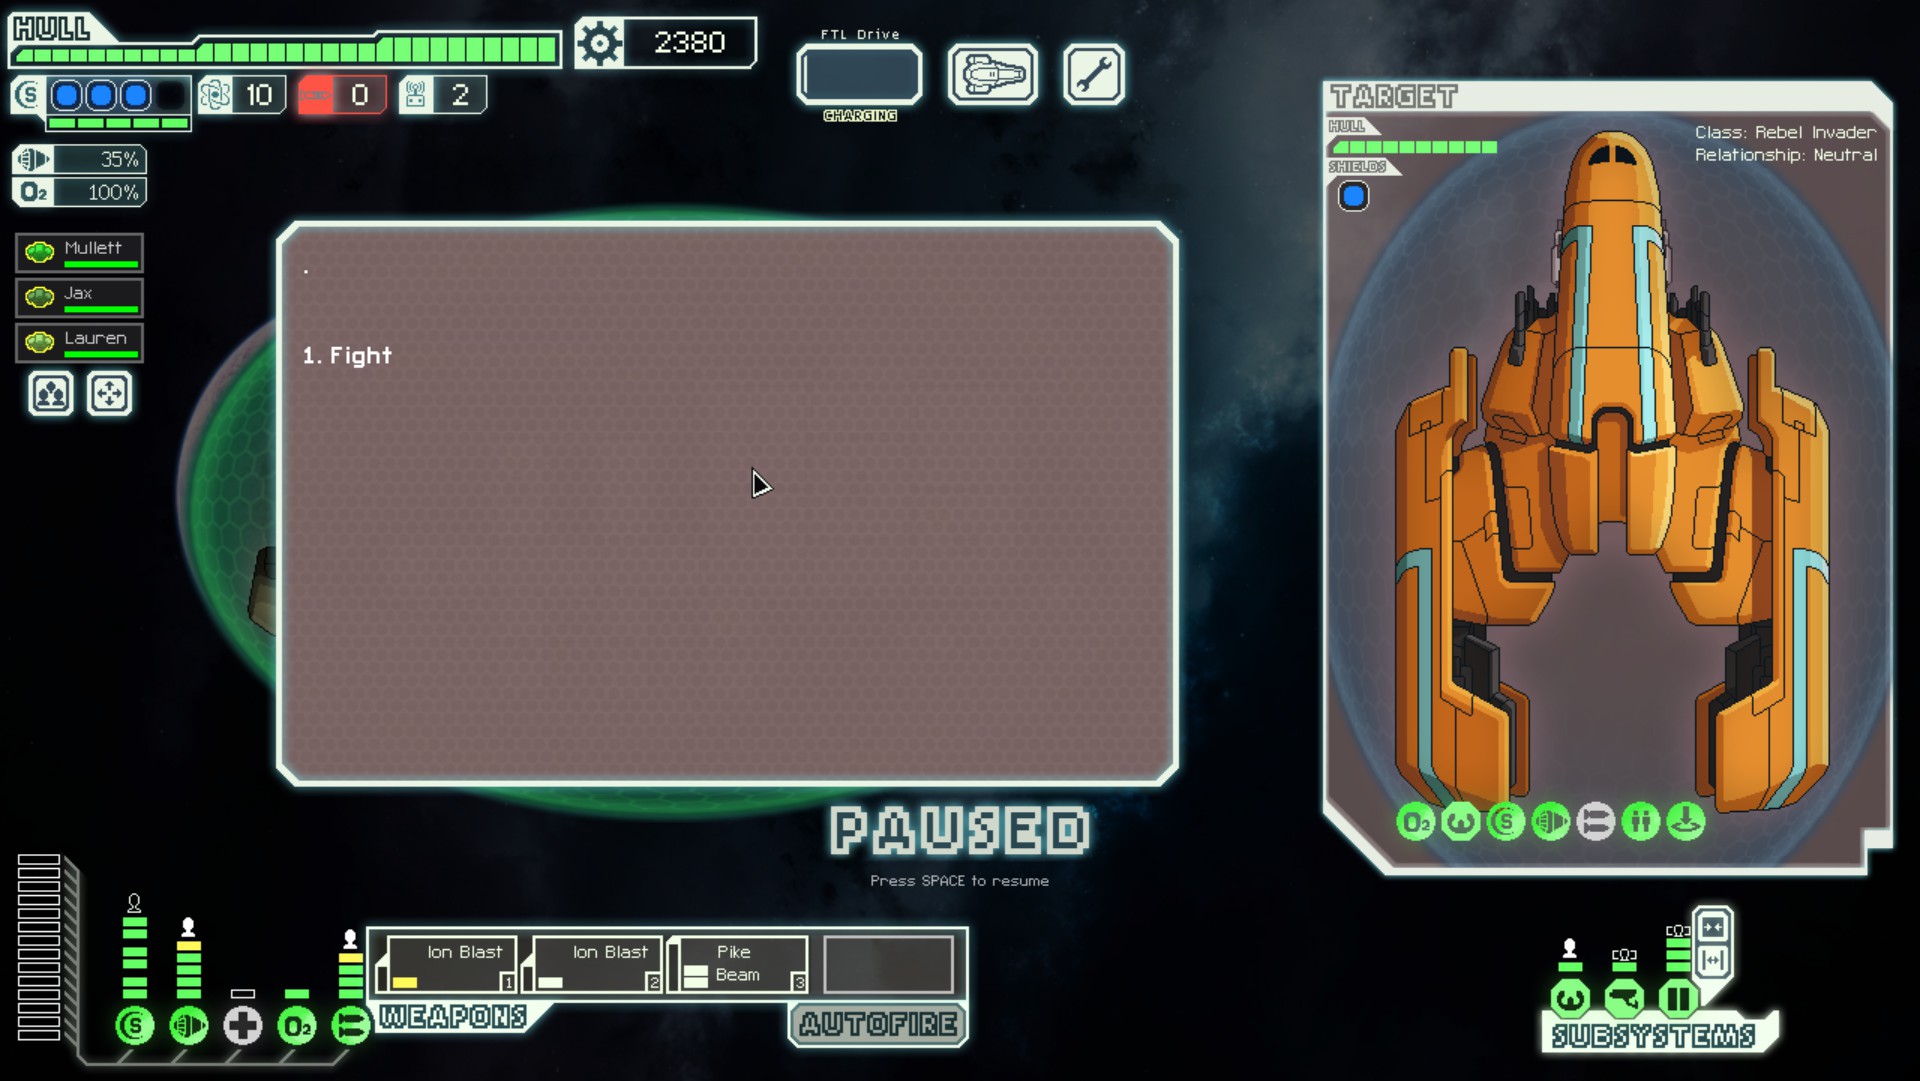 HULL
2380
FTL Drive
CHARGING
S
10
0
2
35%
O2
100%
Mullett
Jax
Lauren
.
1. Fight
TARGET
HULL
SHIELDS
Class: Rebel Invader
Relationship: Neutral
O2
S
PAUSED
Press SPACE to resume
Ion Blast
1
Ion Blast
2
Pike
Beam
3
S
O2
WEAPONS
AUTOFIRE
SUBSYSTEMS